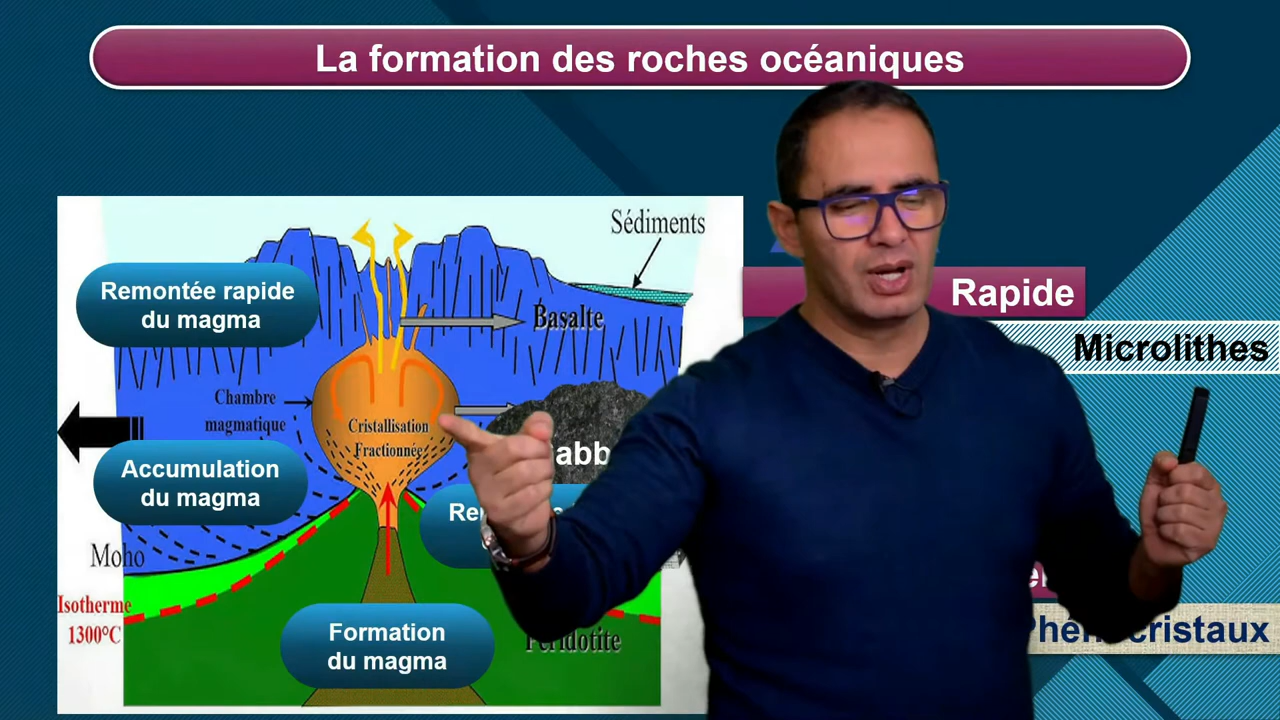 La formation des roches océaniques
Sédiments
Remontée rapide
du magma
Rapide
Basalte
Microlithes
Chambre
magmatique
Cristallisation
Fractionnée
Accumulation
du magma
Moho
Isotherme
1300°C
Formation
du magma
Péridotite